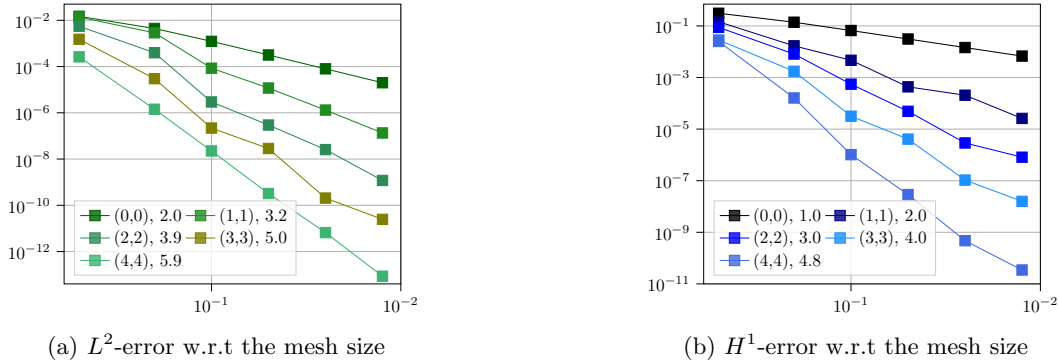 10^{-2}
10^{-4}
10^{-6}
10^{-8}
10^{-10}
10^{-12}
(0,0), 2.0 (1,1), 3.2
(2,2), 3.9 (3,3), 5.0
(4,4), 5.9
10^{-1} 10^{-2}
(a) L^2-error w.r.t the mesh size
10^{-1}
10^{-3}
10^{-5}
10^{-7}
10^{-9}
10^{-11}
(0,0), 1.0 (1,1), 2.0
(2,2), 3.0 (3,3), 4.0
(4,4), 4.8
10^{-1} 10^{-2}
(b) H^1-error w.r.t the mesh size